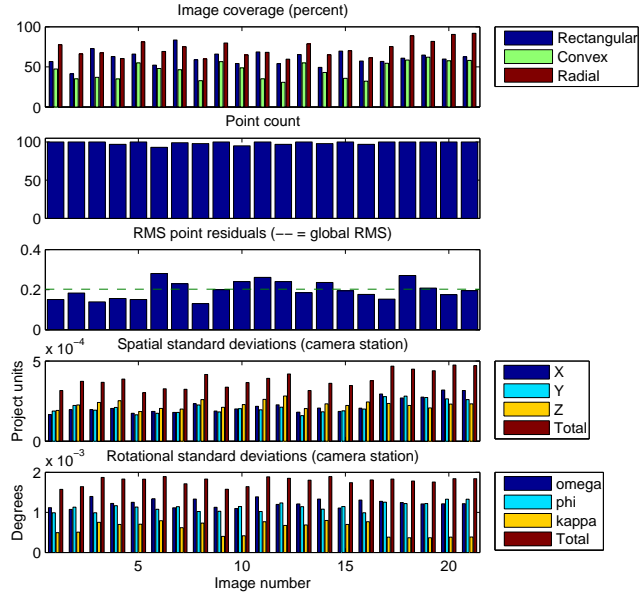 Image coverage (percent)
100
50
0
Rectangular
Convex
Radial
Point count
100
50
0
RMS point residuals (−− = global RMS)
0.4
0.2
0
Spatial standard deviations (camera station)
x 10^−4
5
0
Project units
X
Y
Z
Total
Rotational standard deviations (camera station)
x 10^−3
2
1
0
Degrees
omega
phi
kappa
Total
5 10 15 20
Image number